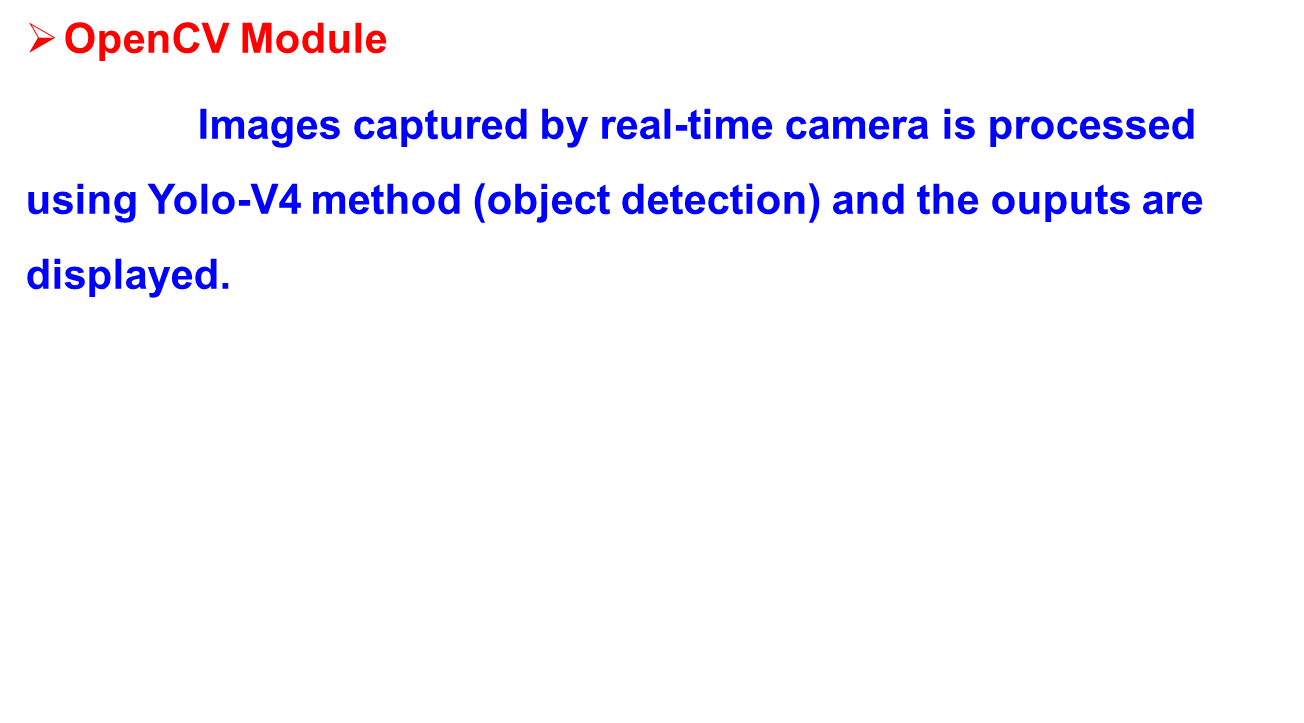 ➢ OpenCV Module
Images captured by real-time camera is processed
using Yolo-V4 method (object detection) and the ouputs are
displayed.